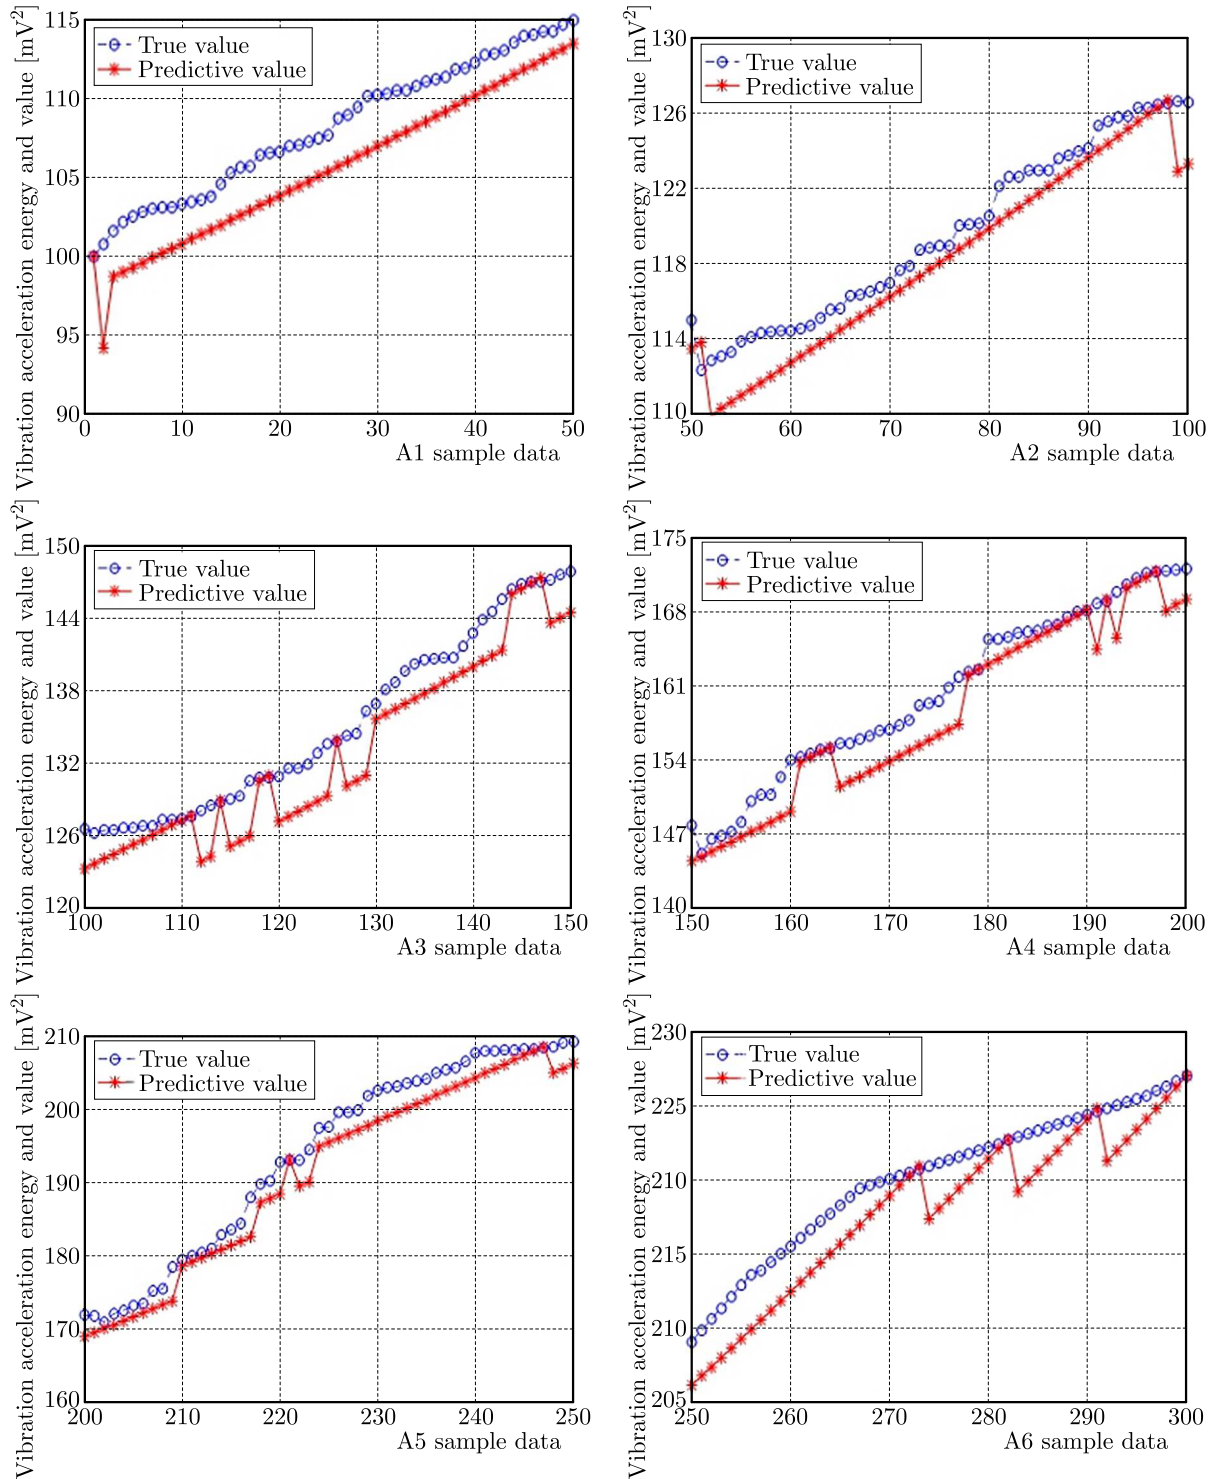 Vibration acceleration energy and value [mV²]
115
110
105
100
95
90
True value
Predictive value
0 10 20 30 40 50
A1 sample data
Vibration acceleration energy and value [mV²]
130
126
122
118
114
110
True value
Predictive value
50 60 70 80 90 100
A2 sample data
Vibration acceleration energy and value [mV²]
150
144
138
132
126
120
True value
Predictive value
100 110 120 130 140 150
A3 sample data
Vibration acceleration energy and value [mV²]
175
168
161
154
147
140
True value
Predictive value
150 160 170 180 190 200
A4 sample data
Vibration acceleration energy and value [mV²]
210
200
190
180
170
160
True value
Predictive value
200 210 220 230 240 250
A5 sample data
Vibration acceleration energy and value [mV²]
230
225
210
215
210
205
True value
Predictive value
250 260 270 280 290 300
A6 sample data